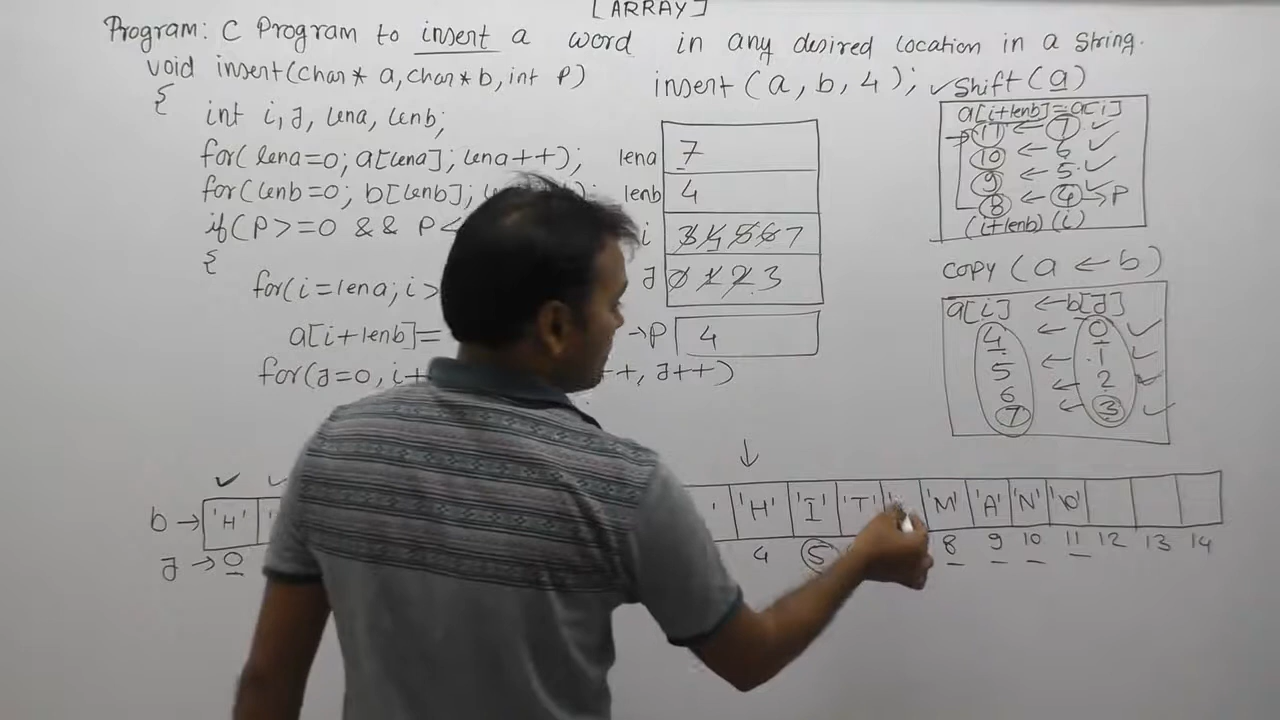 [ARRAY]
Program: C Program to insert a word in any desired location in a string.
void insert(char* a, char* b, int P)
{
int i, J, lena, lenb;
for( lena=0; a[lena]; lena++);
for( lenb=0; b[lenb];
if( P>=0 && P<
{
for(i=lena; i>
a[i+lenb]=
for(J=0, i+ ++, J++)
insert (a, b, 4);
lena 7
lenb 4
i 3 4 5 6 7
J 0 1 2 3
→P 4
✓Shift (a)
a[i+lenb]=a[i]
11 ← 7 ✓
10 ← 6 ✓
9 ← 5 ✓
8 ← 4 → P
(i+lenb) (i)
copy (a ← b)
a[i] ← b[J]
4 ← 0 ✓
5 ← 1 ✓
6 ← 2 ✓
7 ← 3 ✓
b → 'H' ' ' 'H' 'I' 'T' ' 'M' 'A' 'N' '\0'
J → 0 4 5 8 9 10 11 12 13 14